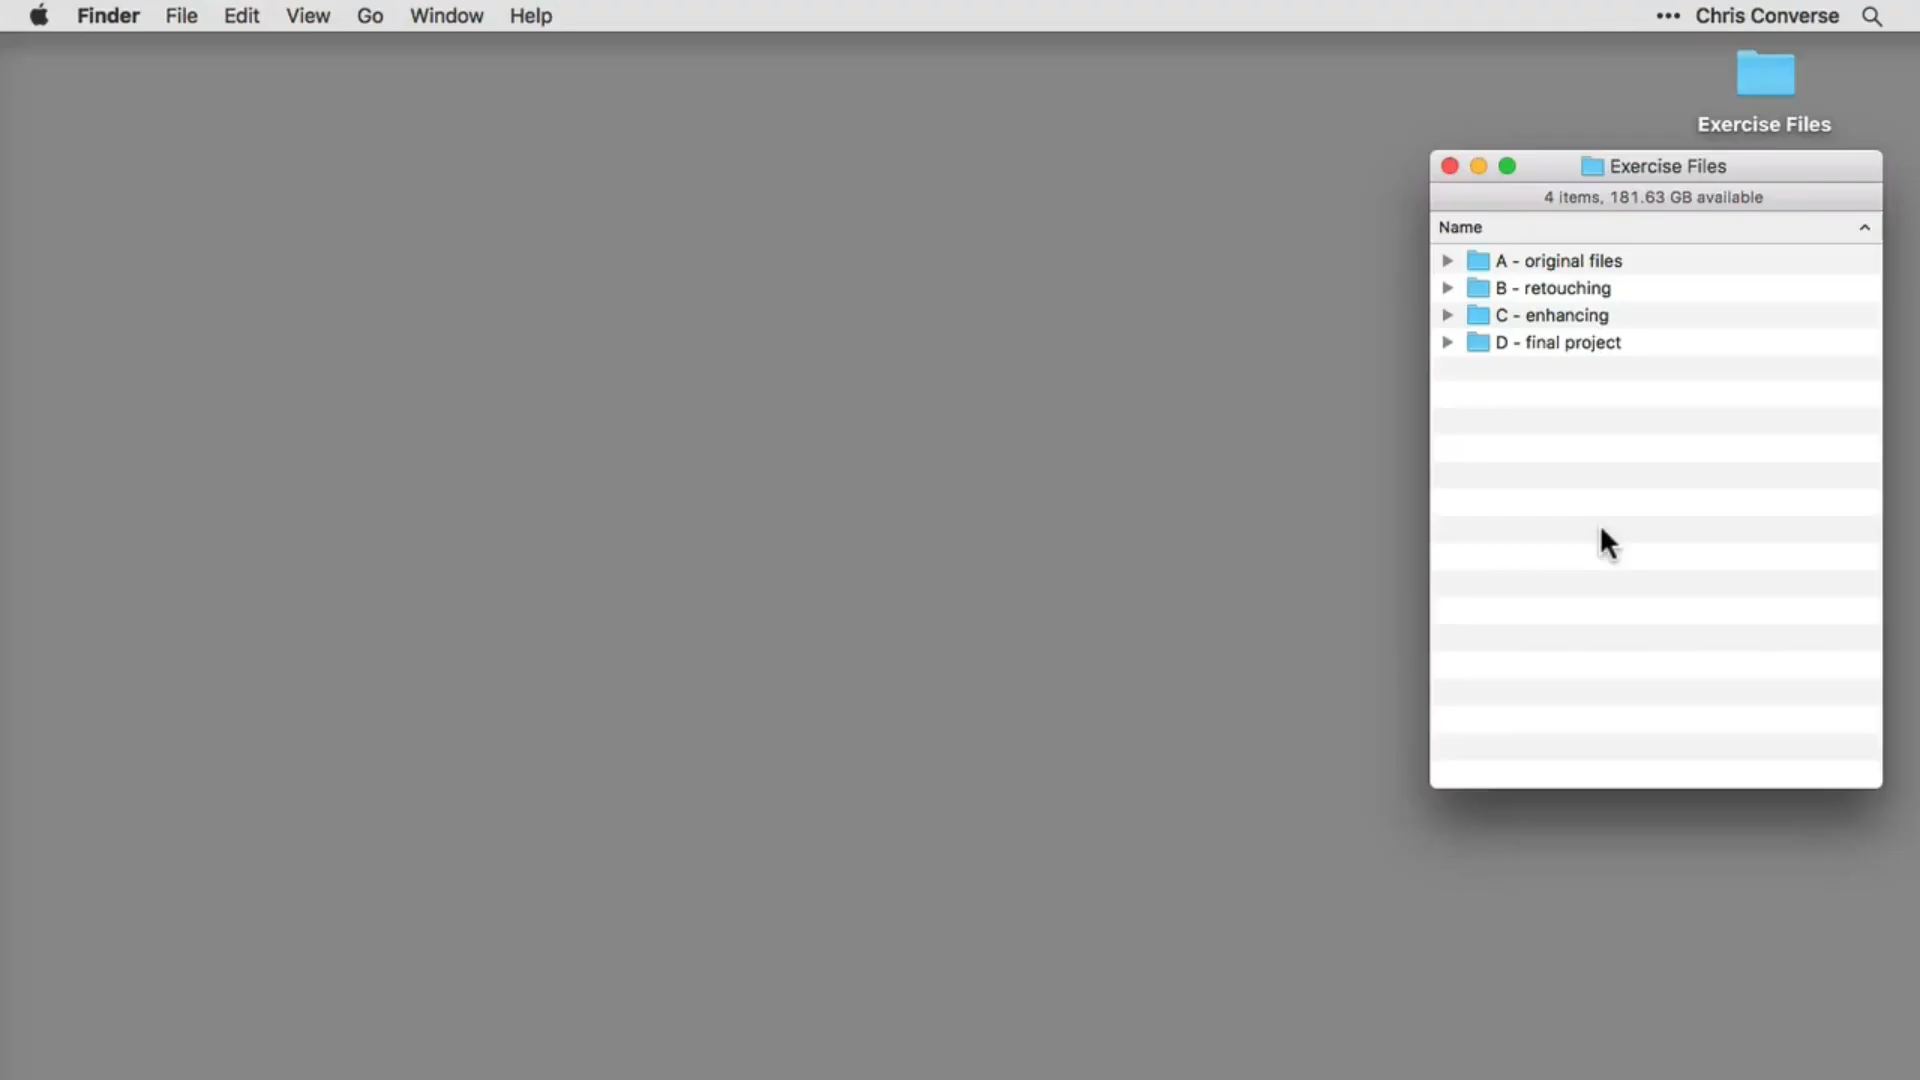 Finder File Edit View Go Window Help ••• Chris Converse
Exercise Files
Exercise Files
4 items, 181.63 GB available
Name
A - original files
B - retouching
C - enhancing
D - final project